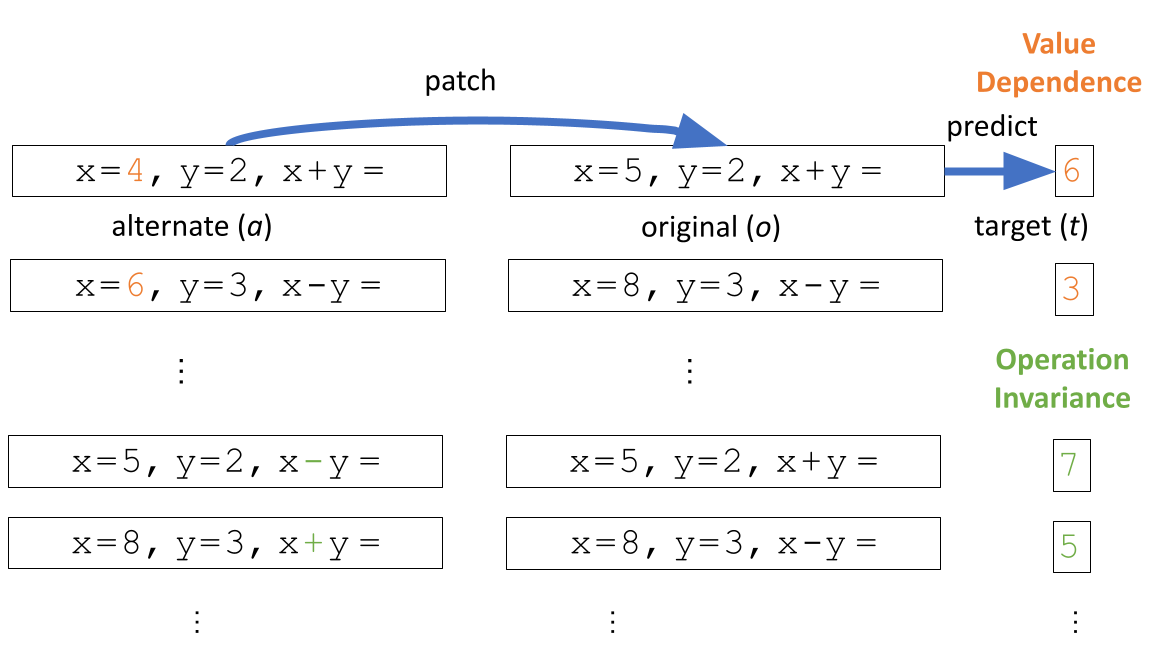 Value
Dependence
patch
predict
x=4, y=2, x+y=
x=5, y=2, x+y=
6
alternate (a)
original (o)
target (t)
x=6, y=3, x-y=
x=8, y=3, x-y=
3
Operation
Invariance
x=5, y=2, x-y=
x=5, y=2, x+y=
7
x=8, y=3, x+y=
x=8, y=3, x-y=
5